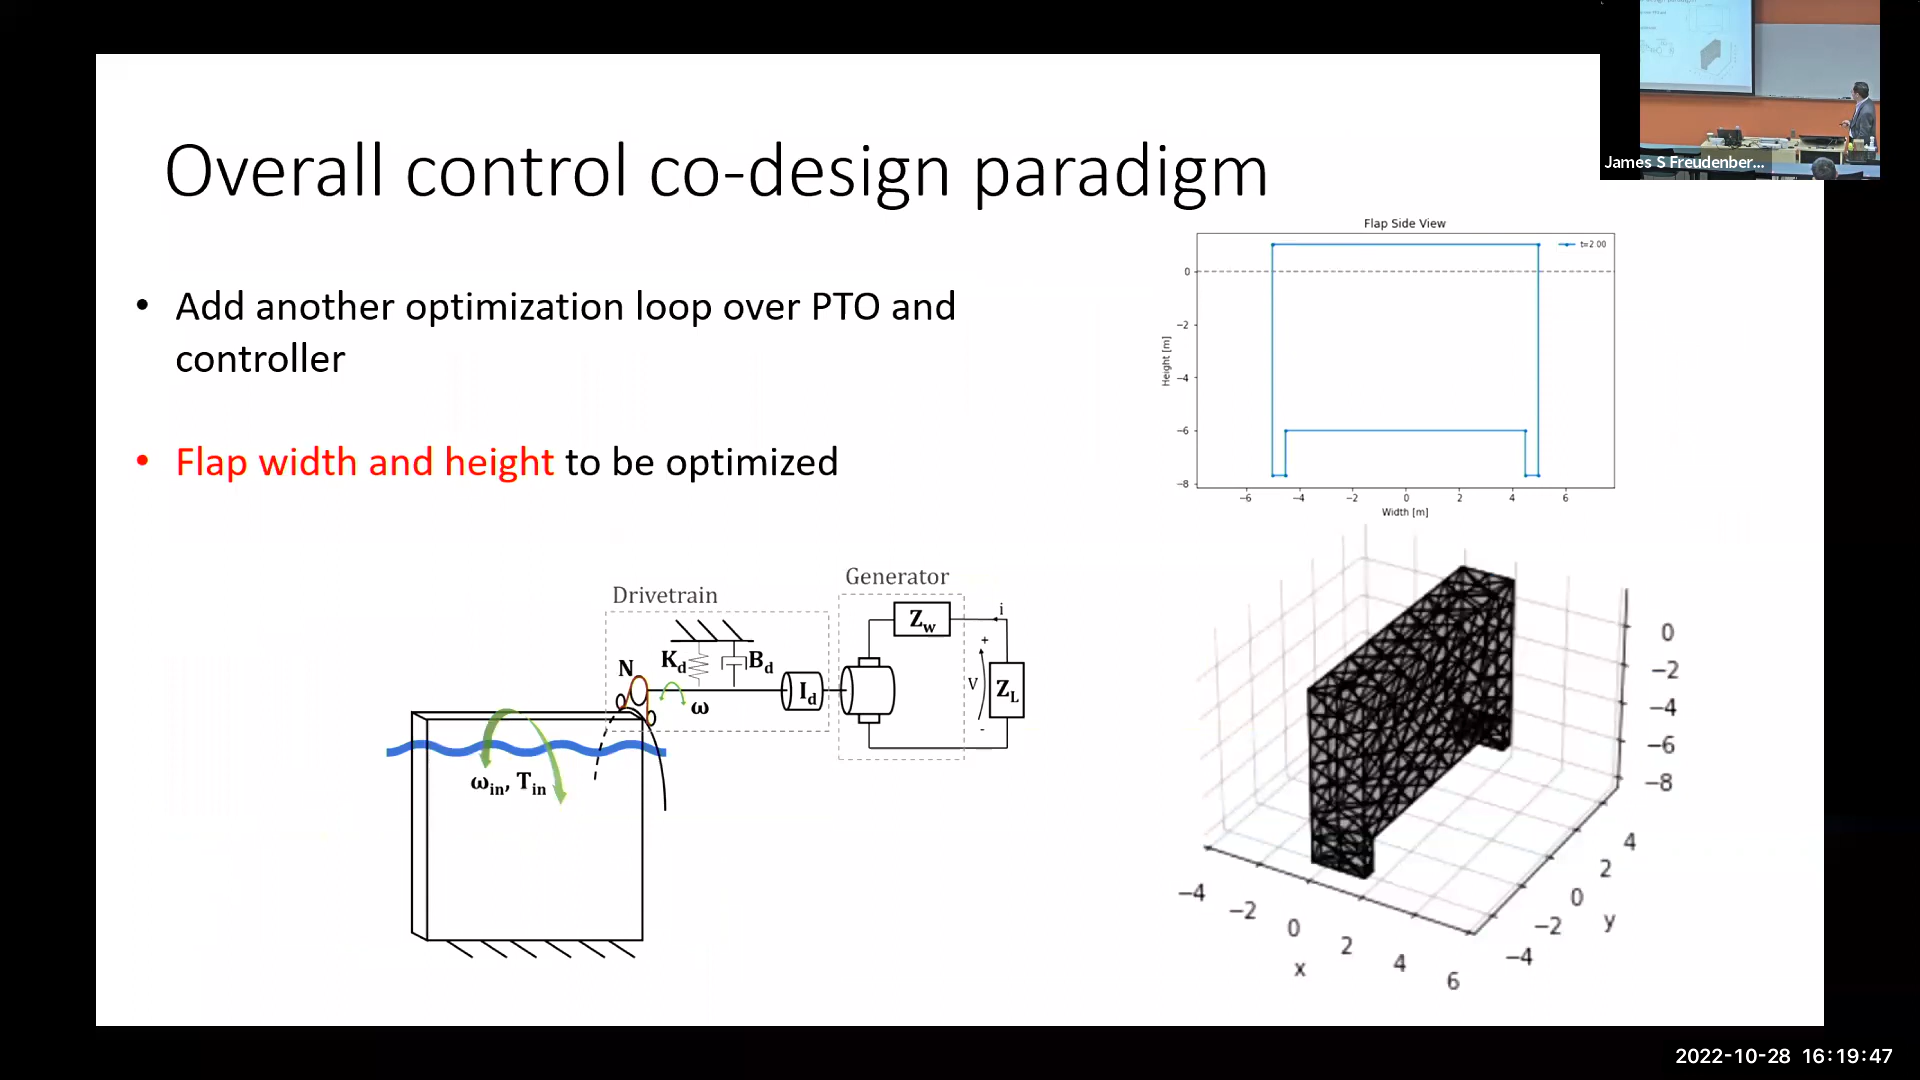 James S Freudenber...
Overall control co-design paradigm
• Add another optimization loop over PTO and
controller
• Flap width and height to be optimized
Flap Side View
t=2.00
0
−2
−4
−6
−8
Height [m]
−6 −4 −2 0 2 4 6
Width [m]
Drivetrain
Generator
N
K_d
B_d
I_d
ω
Z_w
i
+
V
-
Z_L
ω_in, T_in
0
−2
−4
−6
−8
−4 −2 0 2 4 6
x
−4 −2 0 2 4
y
2022-10-28 16:19:47